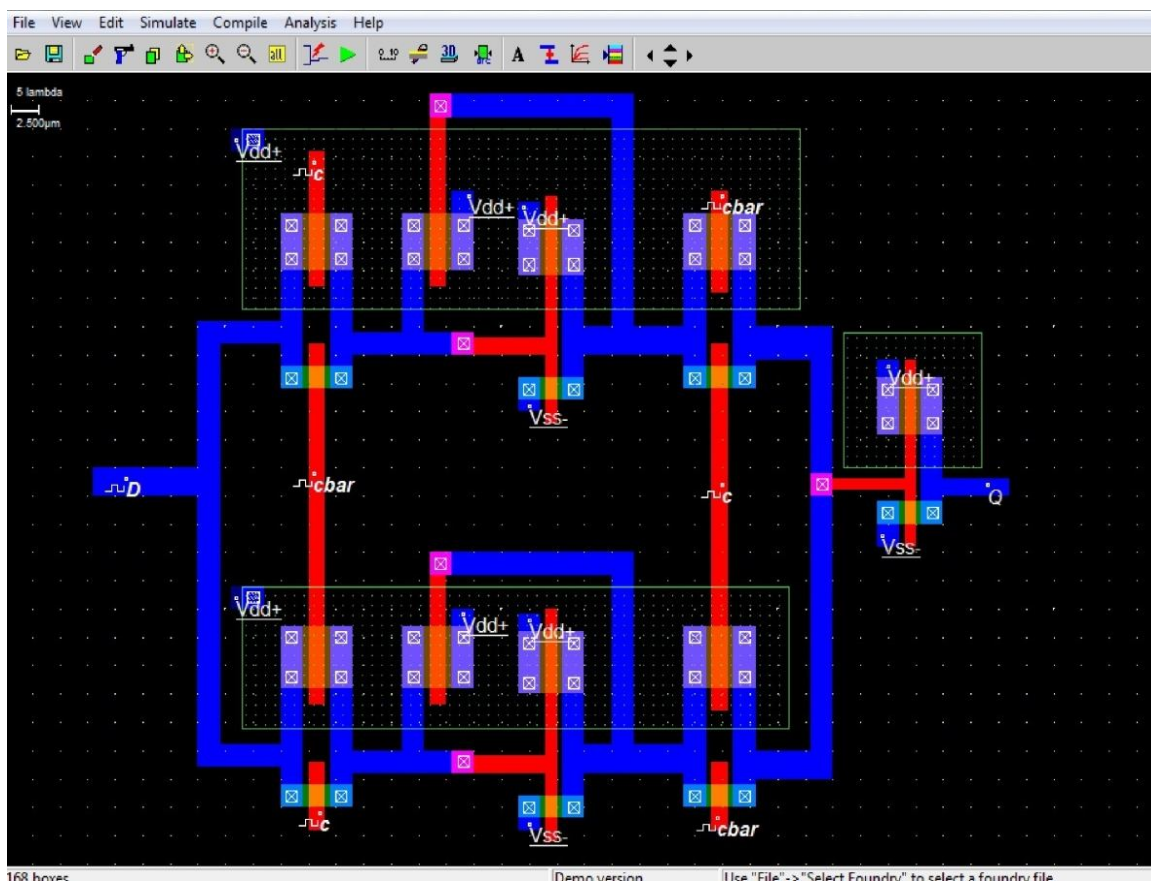 File View Edit Simulate Compile Analysis Help
5 lambda
2.500µm
Vdd+
c
Vdd+
Vdd+
cbar
Vdd+
Vss-
D
cbar
c
Q
Vss-
Vdd+
Vdd+
Vdd+
c
Vss-
cbar
168 boxes
Demo version
Use "File"->"Select Foundry" to select a foundry file